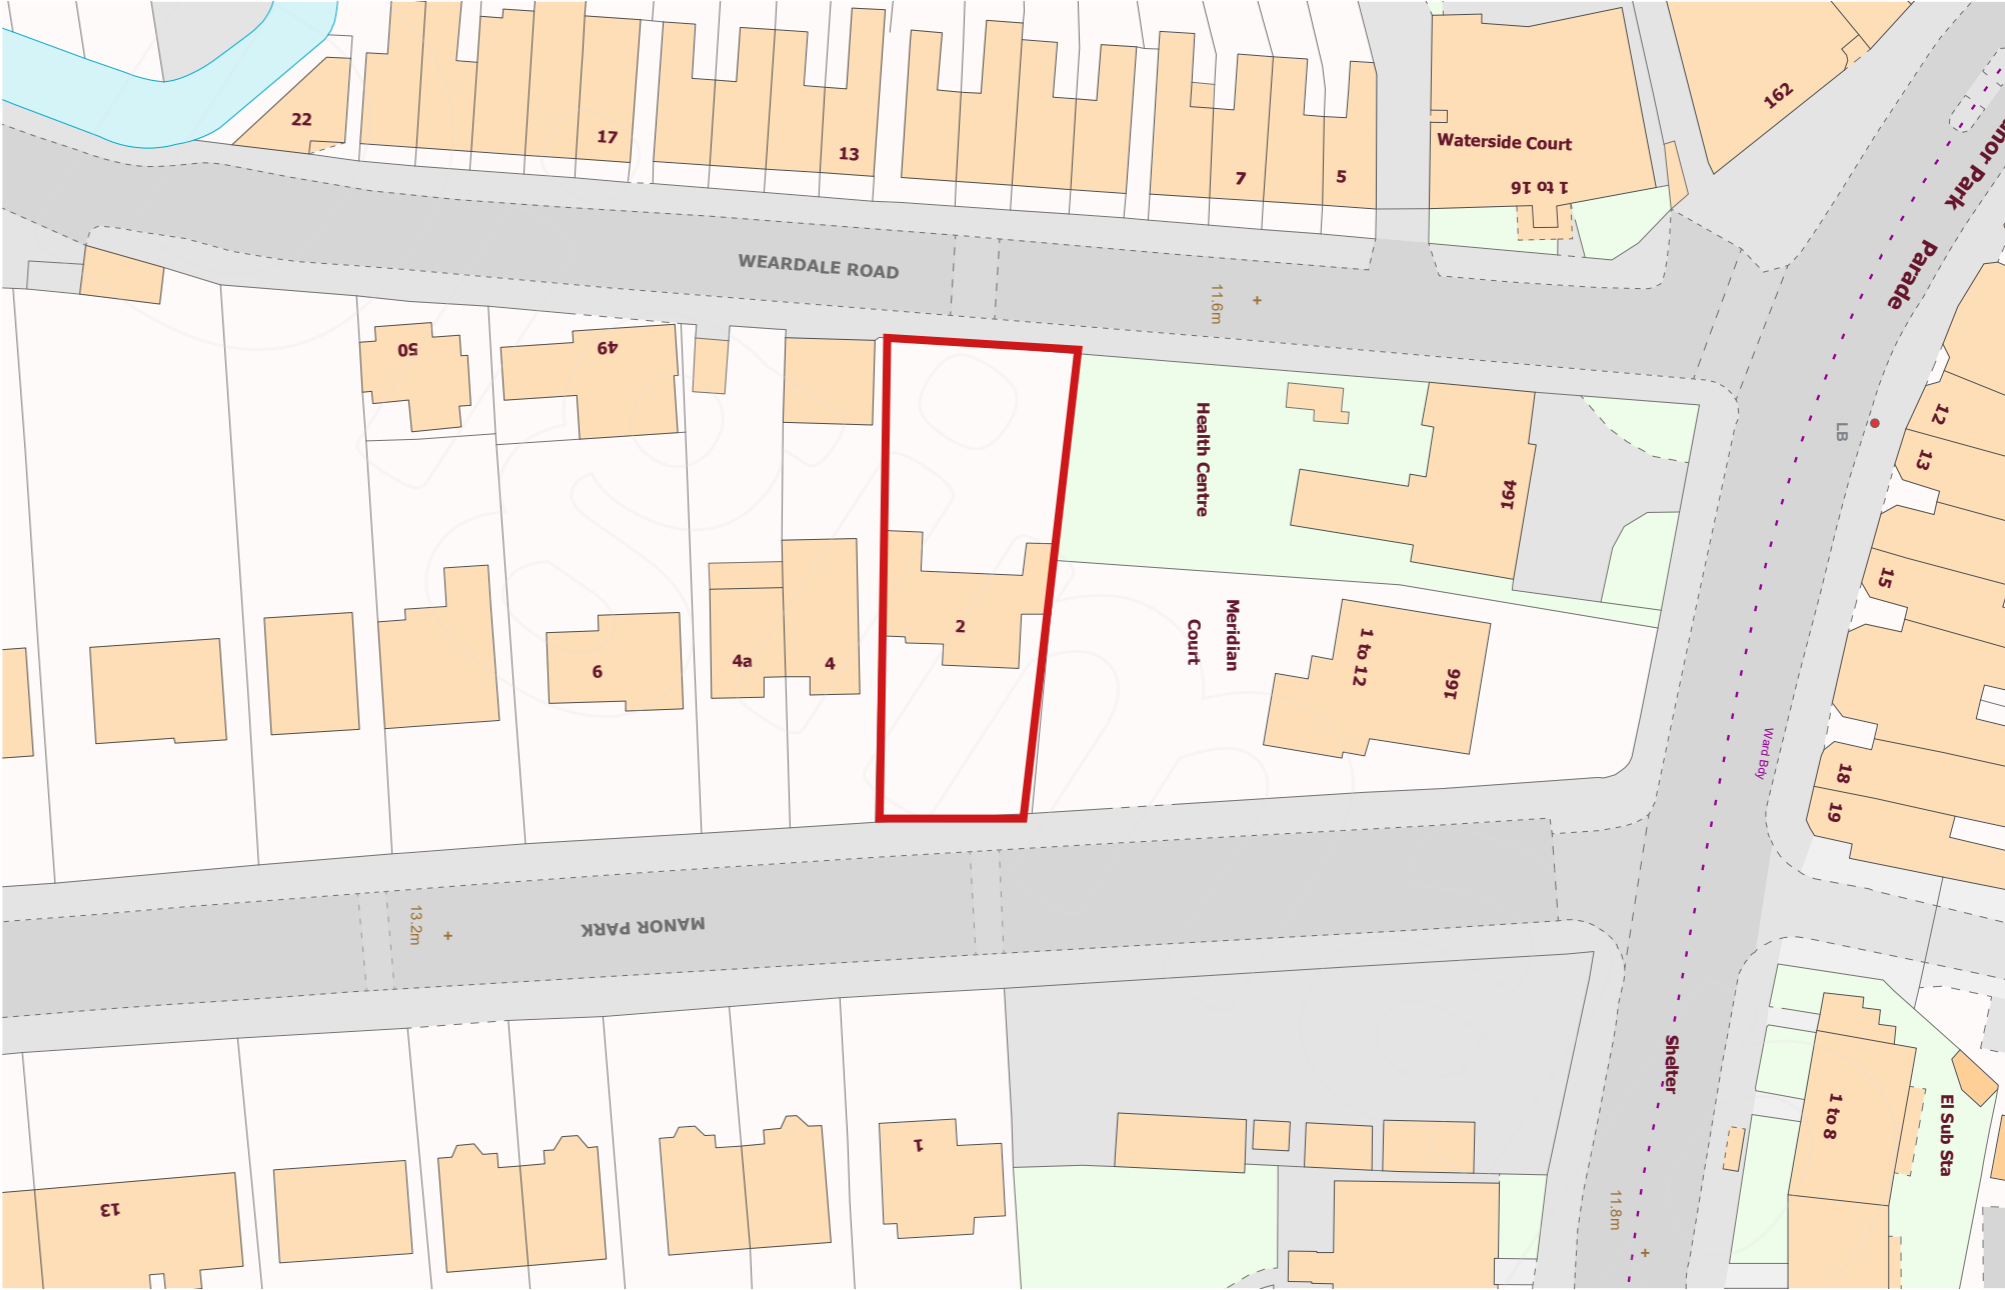 22
17
13
7
5
Waterside Court
1 to 16
162
Manor Park
Parade
WEARDALE ROAD
11.6m
50
49
Health Centre
164
LB
12
13
15
2
6
4a
4
Meridian
Court
1 to 12
166
Ward Bdy
18
19
13.2m
MANOR PARK
Shelter
1
13
1 to 8
El Sub Sta
11.8m